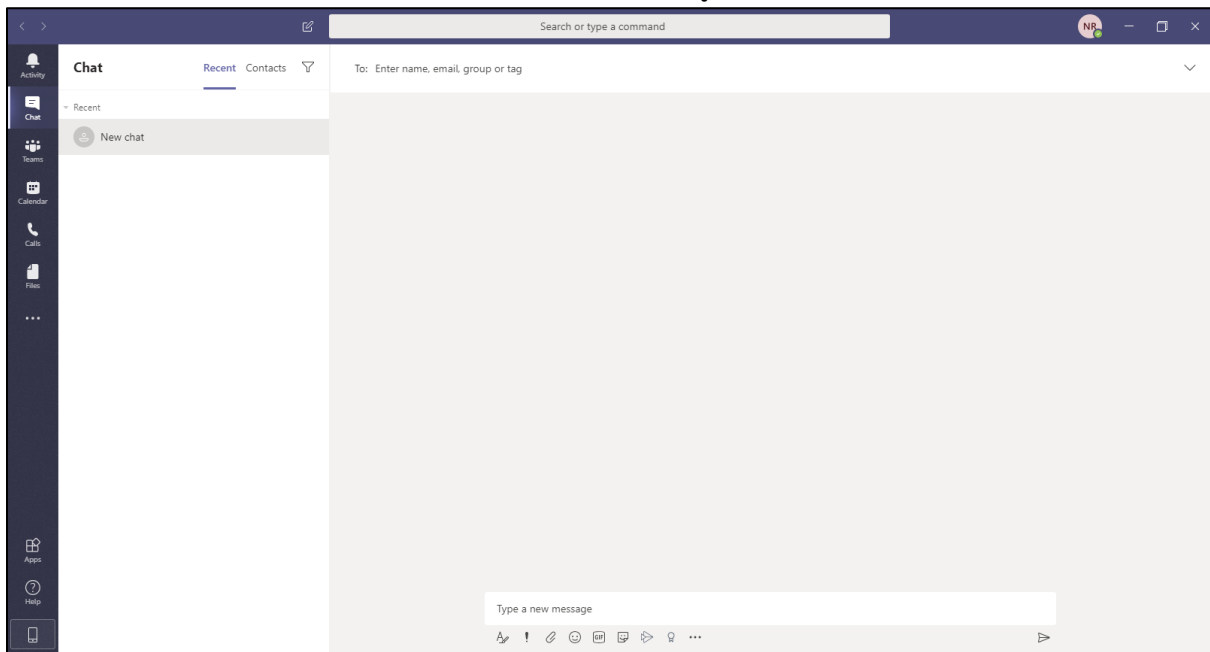 Search or type a command
NR
Activity
Chat
Teams
Calendar
Calls
Files
Apps
Help
Chat
Recent Contacts
Recent
New chat
To: Enter name, email, group or tag
Type a new message
GIF